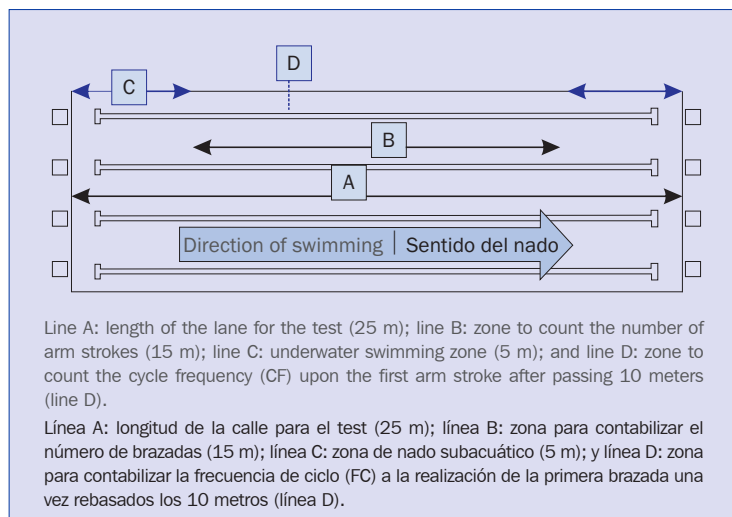 D
C
B
A
Direction of swimming | Sentido del nado
Line A: length of the lane for the test (25 m); line B: zone to count the number of
arm strokes (15 m); line C: underwater swimming zone (5 m); and line D: zone to
count the cycle frequency (CF) upon the first arm stroke after passing 10 meters
(line D).
Línea A: longitud de la calle para el test (25 m); línea B: zona para contabilizar el
número de brazadas (15 m); línea C: zona de nado subacuático (5 m); y línea D: zona
para contabilizar la frecuencia de ciclo (FC) a la realización de la primera brazada una
vez rebasados los 10 metros (línea D).